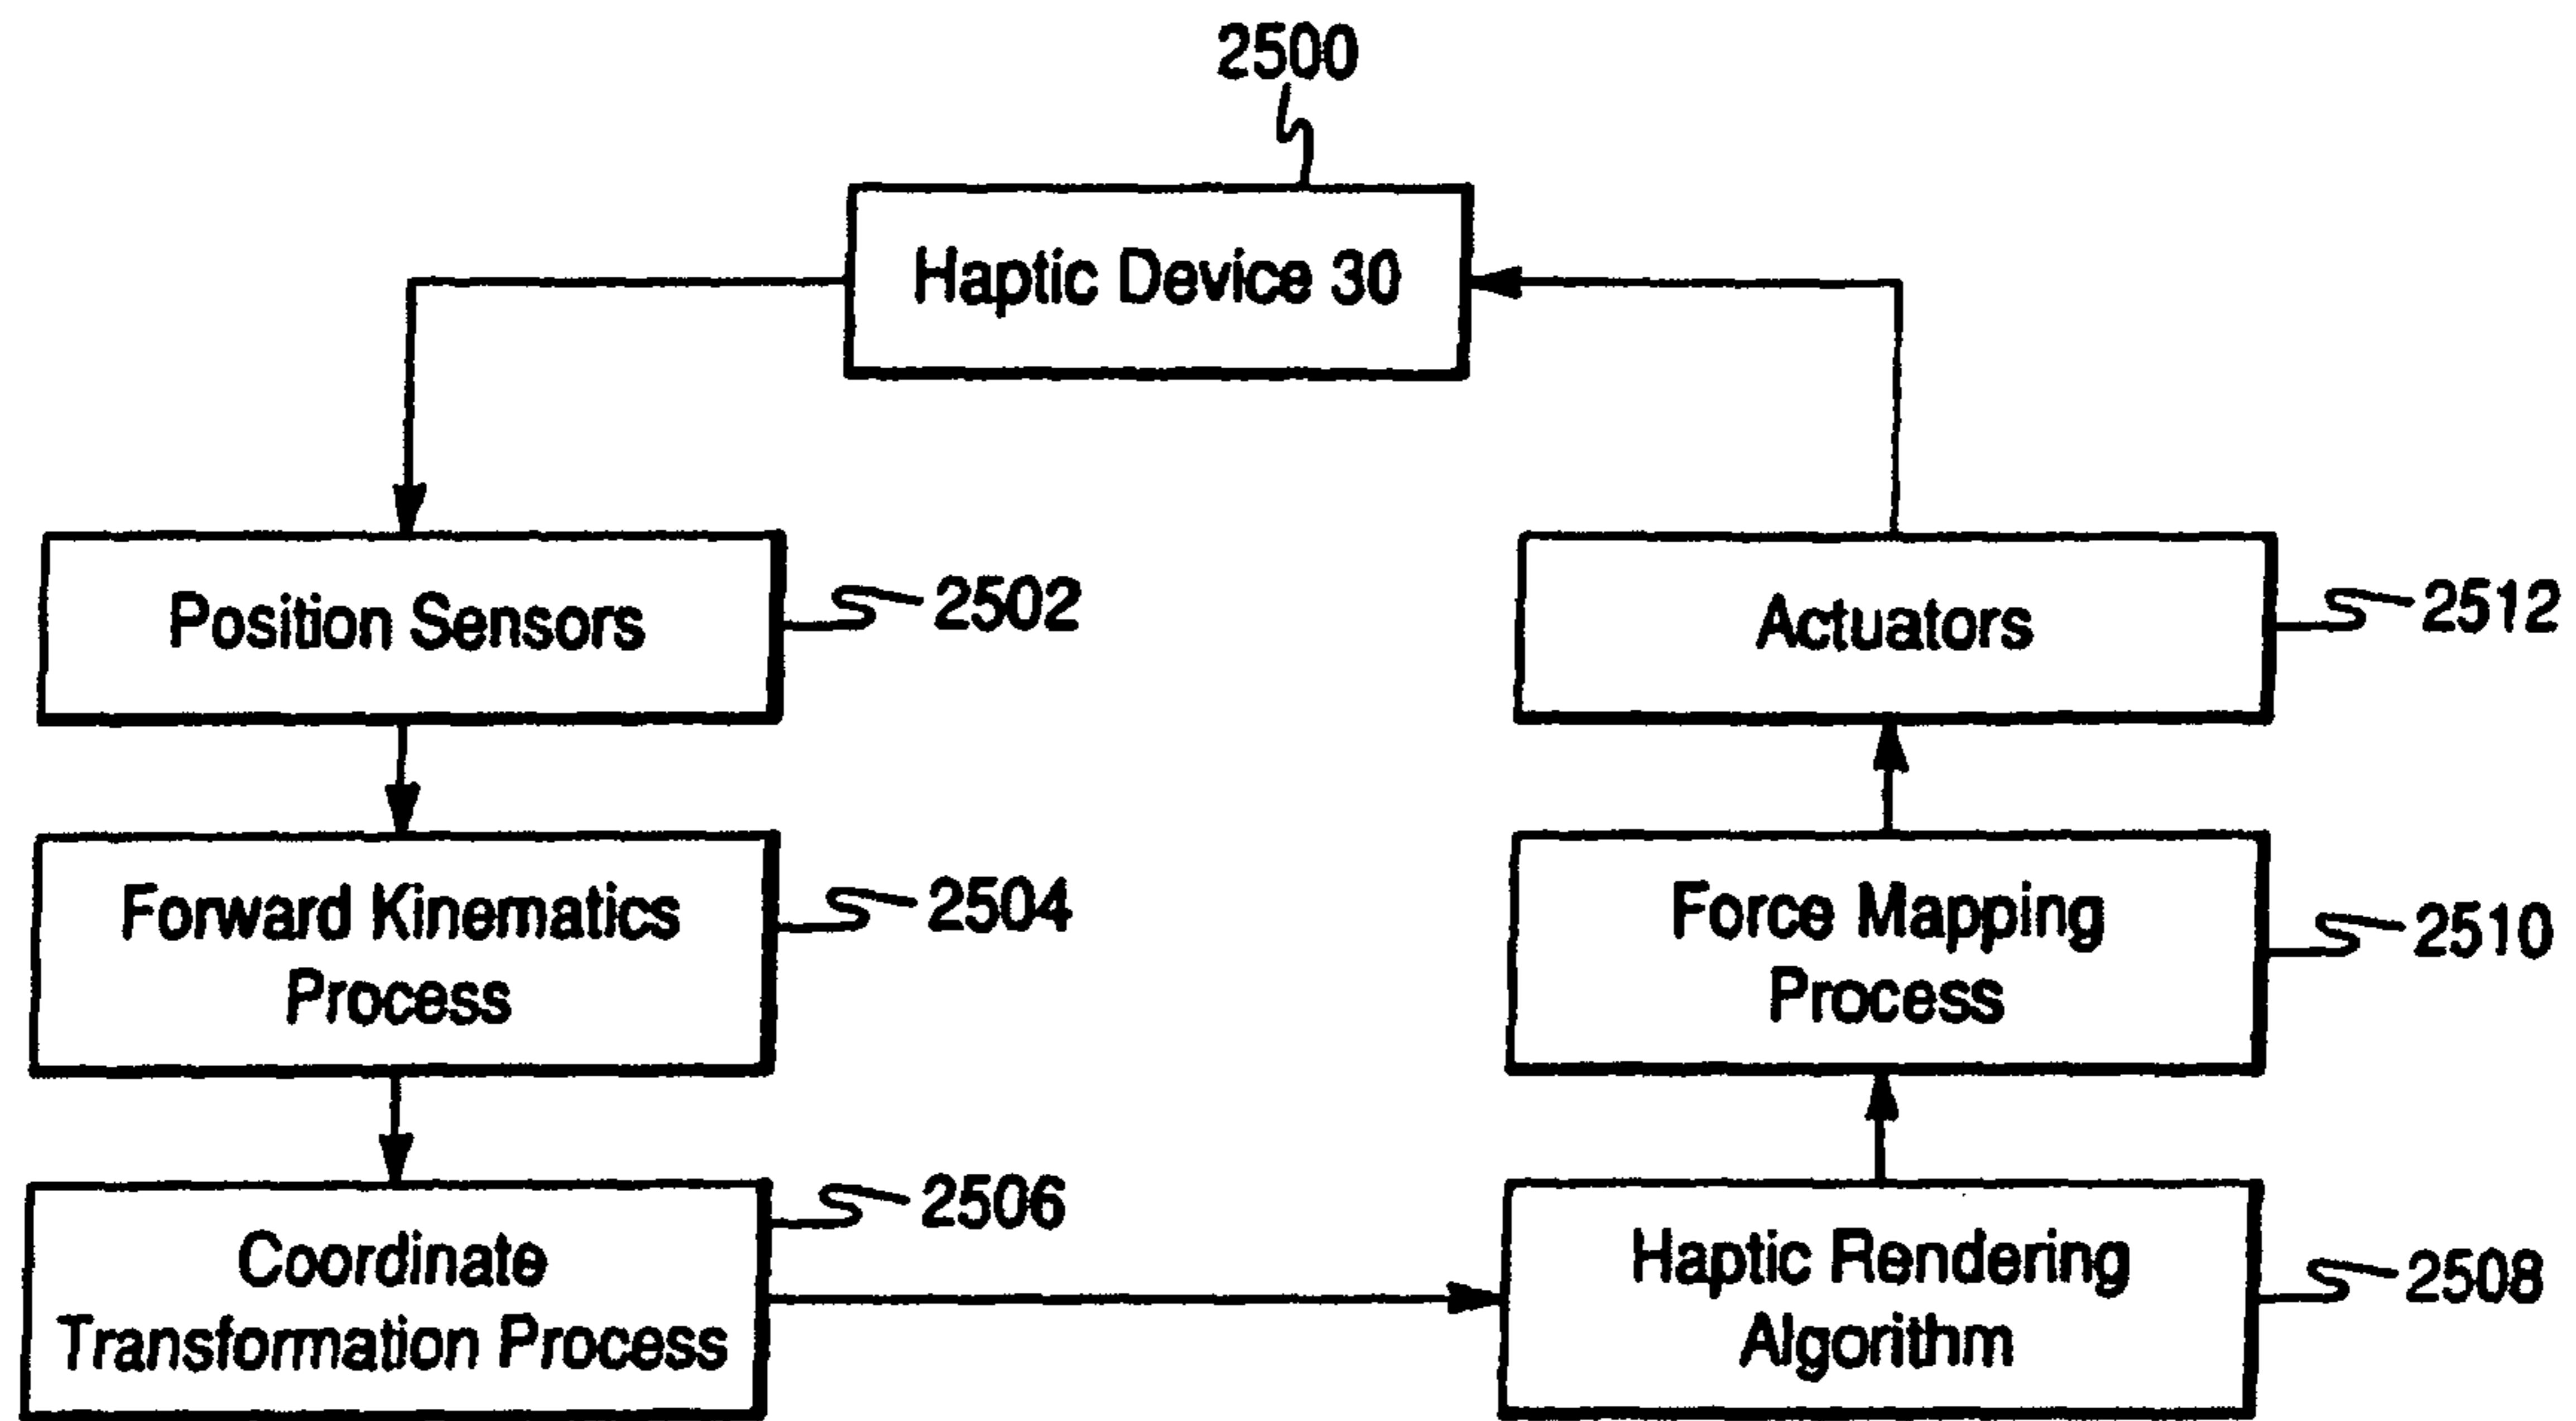 2500
Haptic Device 30
Position Sensors
2502
Forward Kinematics
Process
2504
Coordinate
Transformation Process
2506
Haptic Rendering
Algorithm
2508
Force Mapping
Process
2510
Actuators
2512